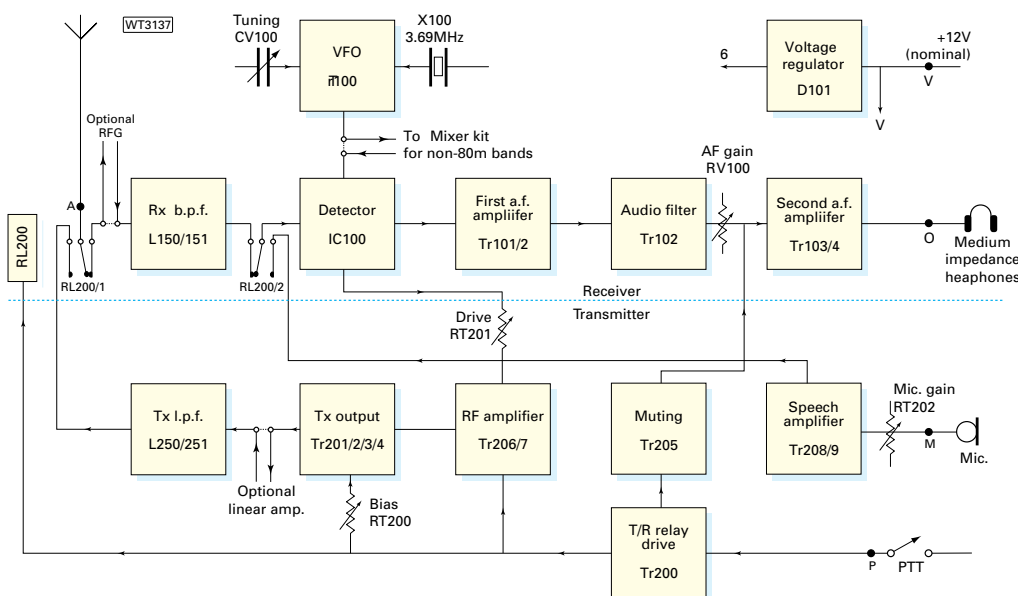 WT3137
Tuning
CV100
VFO
X100
3.69MHz
6
Voltage
regulator
D101
+12V
(nominal)
V
V
Optional
RFG
To Mixer kit
for non-80m bands
AF gain
RV100
A
Rx b.p.f.
L150/151
Detector
IC100
First a.f.
ampliifer
Tr101/2
Audio filter
Tr102
Second a.f.
ampliifer
Tr103/4
O
Medium
impedance
heaphones
RL200
RL200/1
RL200/2
Receiver
Transmitter
Drive
RT201
Tx l.p.f.
L250/251
Tx output
Tr201/2/3/4
RF amplifier
Tr206/7
Muting
Tr205
Speech
amplifier
Tr208/9
Mic. gain
RT202
M
Mic.
Optional
linear amp.
Bias
RT200
T/R relay
drive
Tr200
P
PTT